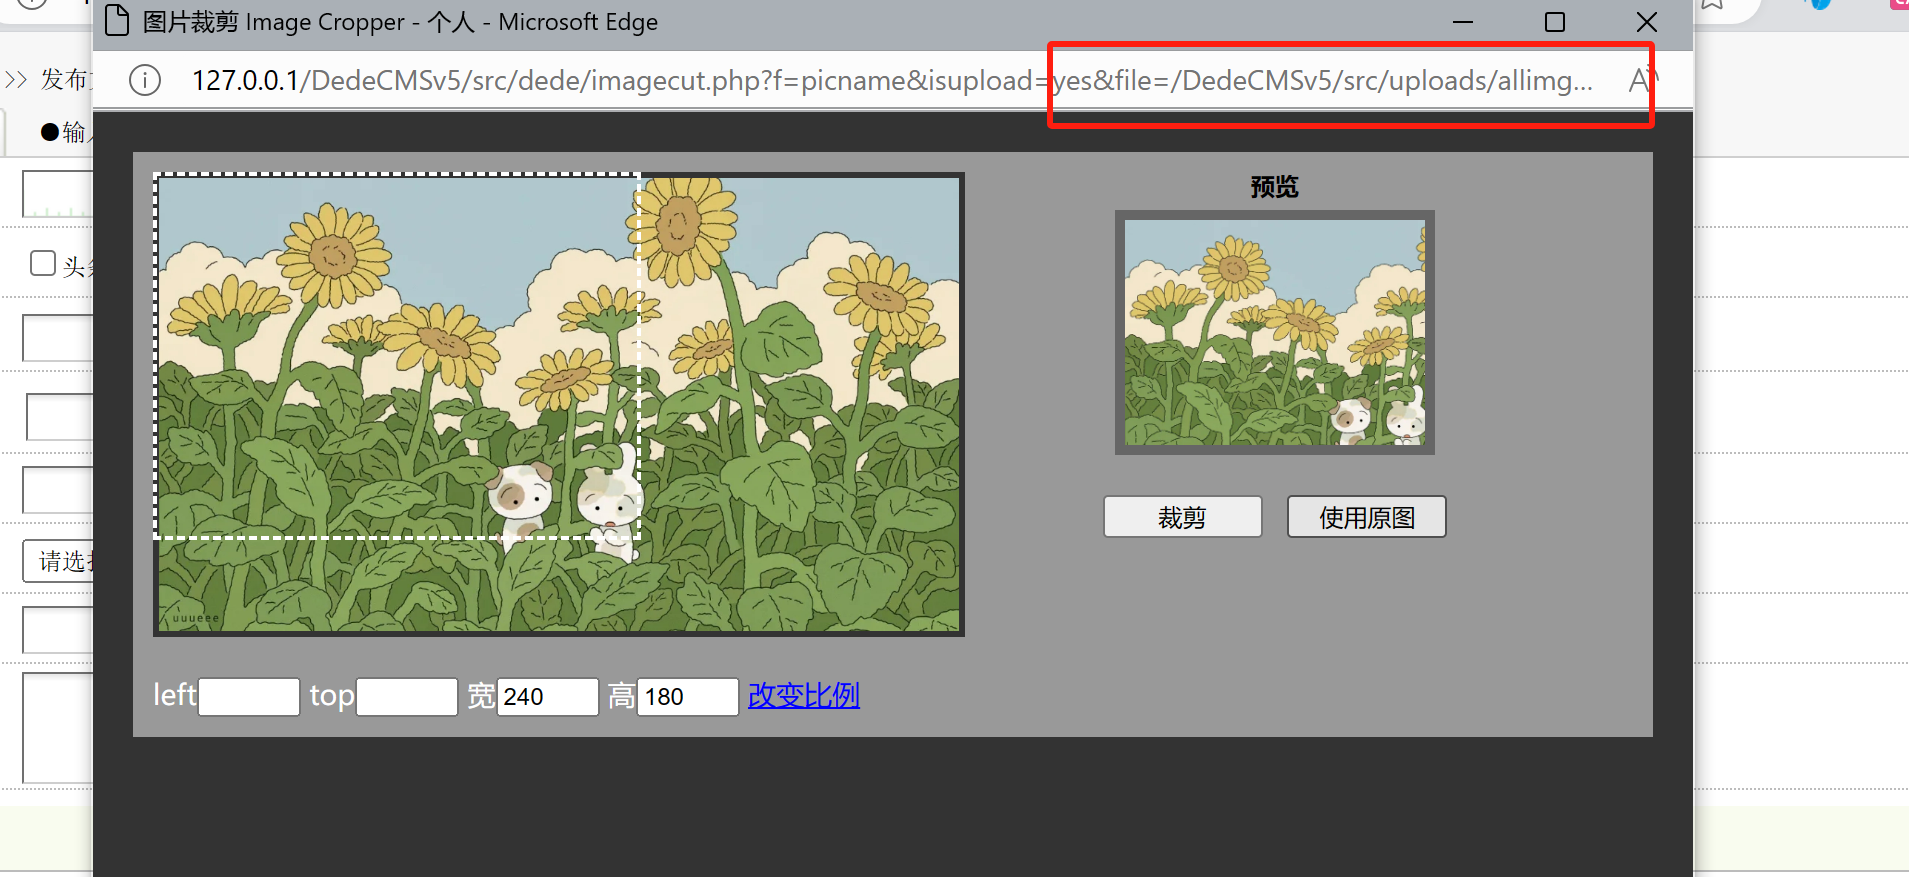 图片裁剪 Image Cropper - 个人 - Microsoft Edge
127.0.0.1/DedeCMSv5/src/dede/imagecut.php?f=picname&isupload=yes&file=/DedeCMSv5/src/uploads/allimg...
>> 发布
●输
预览
头
裁剪 使用原图
请选
uuueee
left top 宽 240 高 180 改变比例